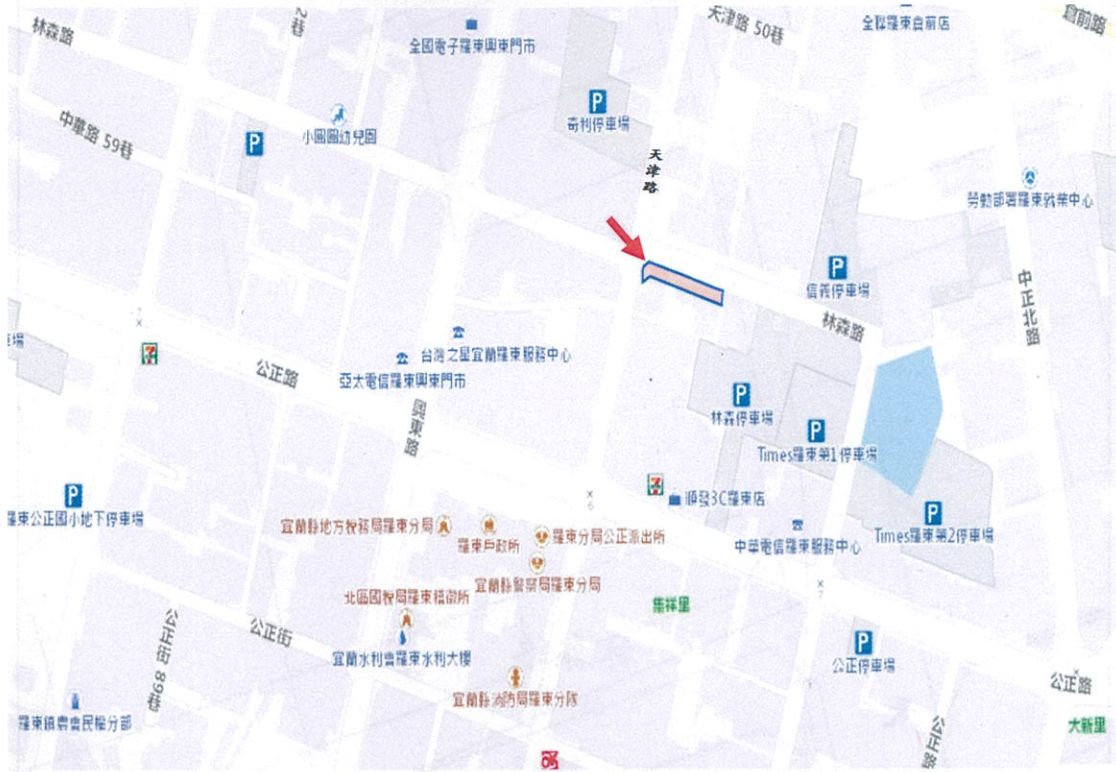 林森路
2巷
全國電子羅東興東門市
天津路 50巷
全聯羅東倉前店
倉前路
中華路 59巷
P
小圓圓幼兒園
P
奇利停車場
天津路
勞動部署羅東就業中心
P
信義停車場
中正北路
林森路
車場
7
公正路
台灣之星宜蘭羅東服務中心
亞太電信羅東興東門市
興東路
P
林森停車場
P
Times羅東第1停車場
P
羅東公正國小地下停車場
7
順發3C羅東店
宜蘭縣地方稅務局羅東分局
羅東戶政所
羅東分局公正派出所
中華電信羅東服務中心
P
Times羅東第2停車場
宜蘭縣警察局羅東分局
北區國稅局羅東稽徵所
集祥里
公正街 89巷
公正街
宜蘭水利會羅東水利大樓
P
公正停車場
宜蘭縣消防局羅東分隊
公正路
羅東鎮農會民權分部
大新里
公正路